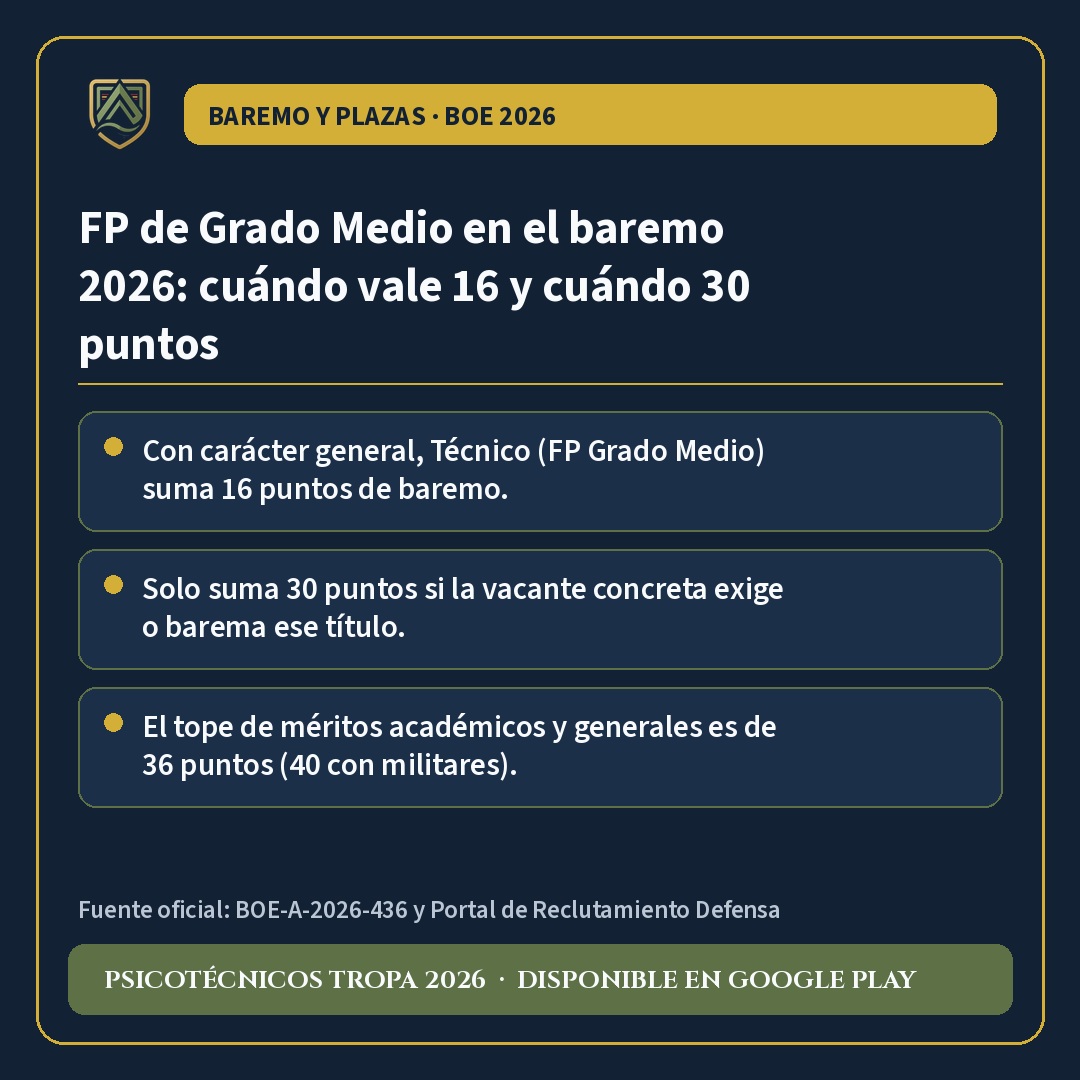 BAREMO Y PLAZAS · BOE 2026
FP de Grado Medio en el baremo
2026: cuándo vale 16 y cuándo 30
puntos
Con carácter general, Técnico (FP Grado Medio)
suma 16 puntos de baremo.
Solo suma 30 puntos si la vacante concreta exige
o barema ese título.
El tope de méritos académicos y generales es de
36 puntos (40 con militares).
Fuente oficial: BOE-A-2026-436 y Portal de Reclutamiento Defensa
PSICOTÉCNICOS TROPA 2026 · DISPONIBLE EN GOOGLE PLAY